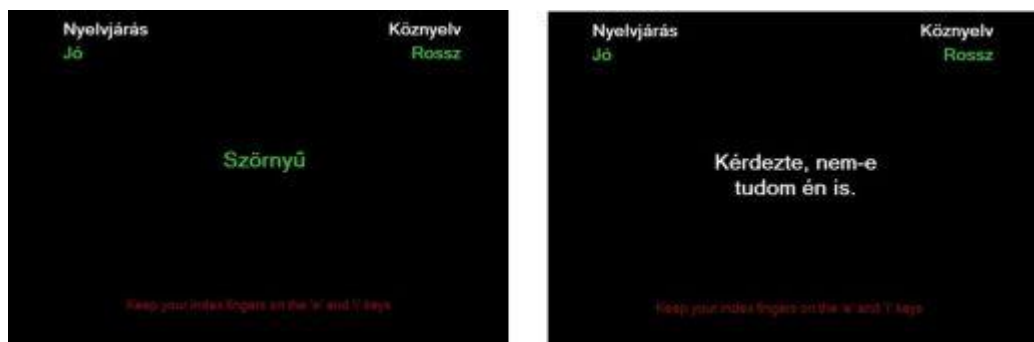 Nyelvjárás Köznyelv
Jó Rossz
Szörnyű
Keep your index fingers on the 'e' and 'i' keys
Nyelvjárás Köznyelv
Jó Rossz
Kérdezte, nem-e
tudom én is.
Keep your index fingers on the 'e' and 'i' keys